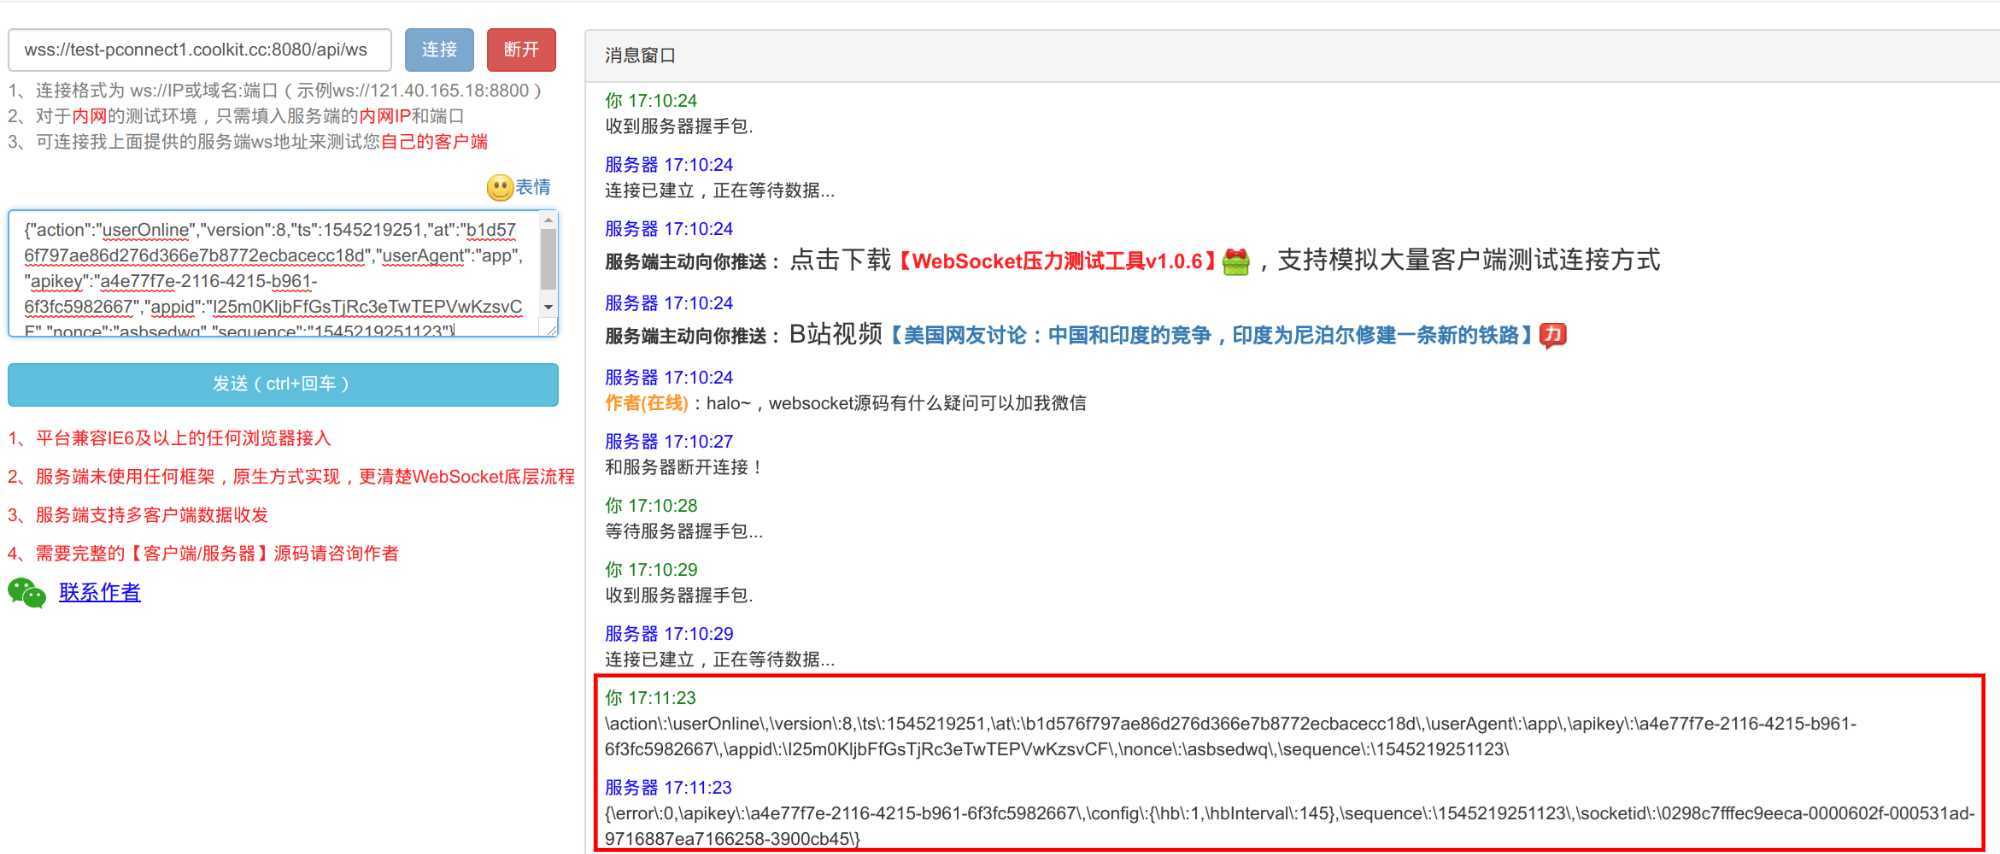 wss://test-pconnect1.coolkit.cc:8080/api/ws
连接
断开
1、连接格式为 ws://IP或域名:端口（示例ws://121.40.165.18:8800）
2、对于内网的测试环境，只需填入服务端的内网IP和端口
3、可连接我上面提供的服务端ws地址来测试您自己的客户端
表情
{"action":"userOnline","version":8,"ts":1545219251,"at":"b1d57
6f797ae86d276d366e7b8772ecbacecc18d","userAgent":"app",
"apikey":"a4e77f7e-2116-4215-b961-
6f3fc5982667","appid":"I25m0KIjbFfGsTjRc3eTwTEPVwKzsvC
F","nonce":"asbsedwq","sequence":"1545219251123"}
发送（ctrl+回车）
1、平台兼容IE6及以上的任何浏览器接入
2、服务端未使用任何框架，原生方式实现，更清楚WebSocket底层流程
3、服务端支持多客户端数据收发
4、需要完整的【客户端/服务器】源码请咨询作者
联系作者
消息窗口
你 17:10:24
收到服务器握手包.
服务器 17:10:24
连接已建立，正在等待数据...
服务器 17:10:24
服务端主动向你推送：点击下载【WebSocket压力测试工具v1.0.6】，支持模拟大量客户端测试连接方式
服务器 17:10:24
服务端主动向你推送：B站视频【美国网友讨论：中国和印度的竞争，印度为尼泊尔修建一条新的铁路】力
服务器 17:10:24
作者(在线)：halo~，websocket源码有什么疑问可以加我微信
服务器 17:10:27
和服务器断开连接！
你 17:10:28
等待服务器握手包...
你 17:10:29
收到服务器握手包.
服务器 17:10:29
连接已建立，正在等待数据...
你 17:11:23
\action\:\userOnline\,\version\:8,\ts\:1545219251,\at\:\b1d576f797ae86d276d366e7b8772ecbacecc18d\,\userAgent\:\app\,\apikey\:\a4e77f7e-2116-4215-b961-
6f3fc5982667\,\appid\:\I25m0KIjbFfGsTjRc3eTwTEPVwKzsvCF\,\nonce\:\asbsedwq\,\sequence\:\1545219251123\
服务器 17:11:23
{\error\:0,\apikey\:\a4e77f7e-2116-4215-b961-6f3fc5982667\,\config\:{\hb\:1,\hbInterval\:145},\sequence\:\1545219251123\,\socketid\:\0298c7fffec9eeca-0000602f-000531ad-
9716887ea7166258-3900cb45\}